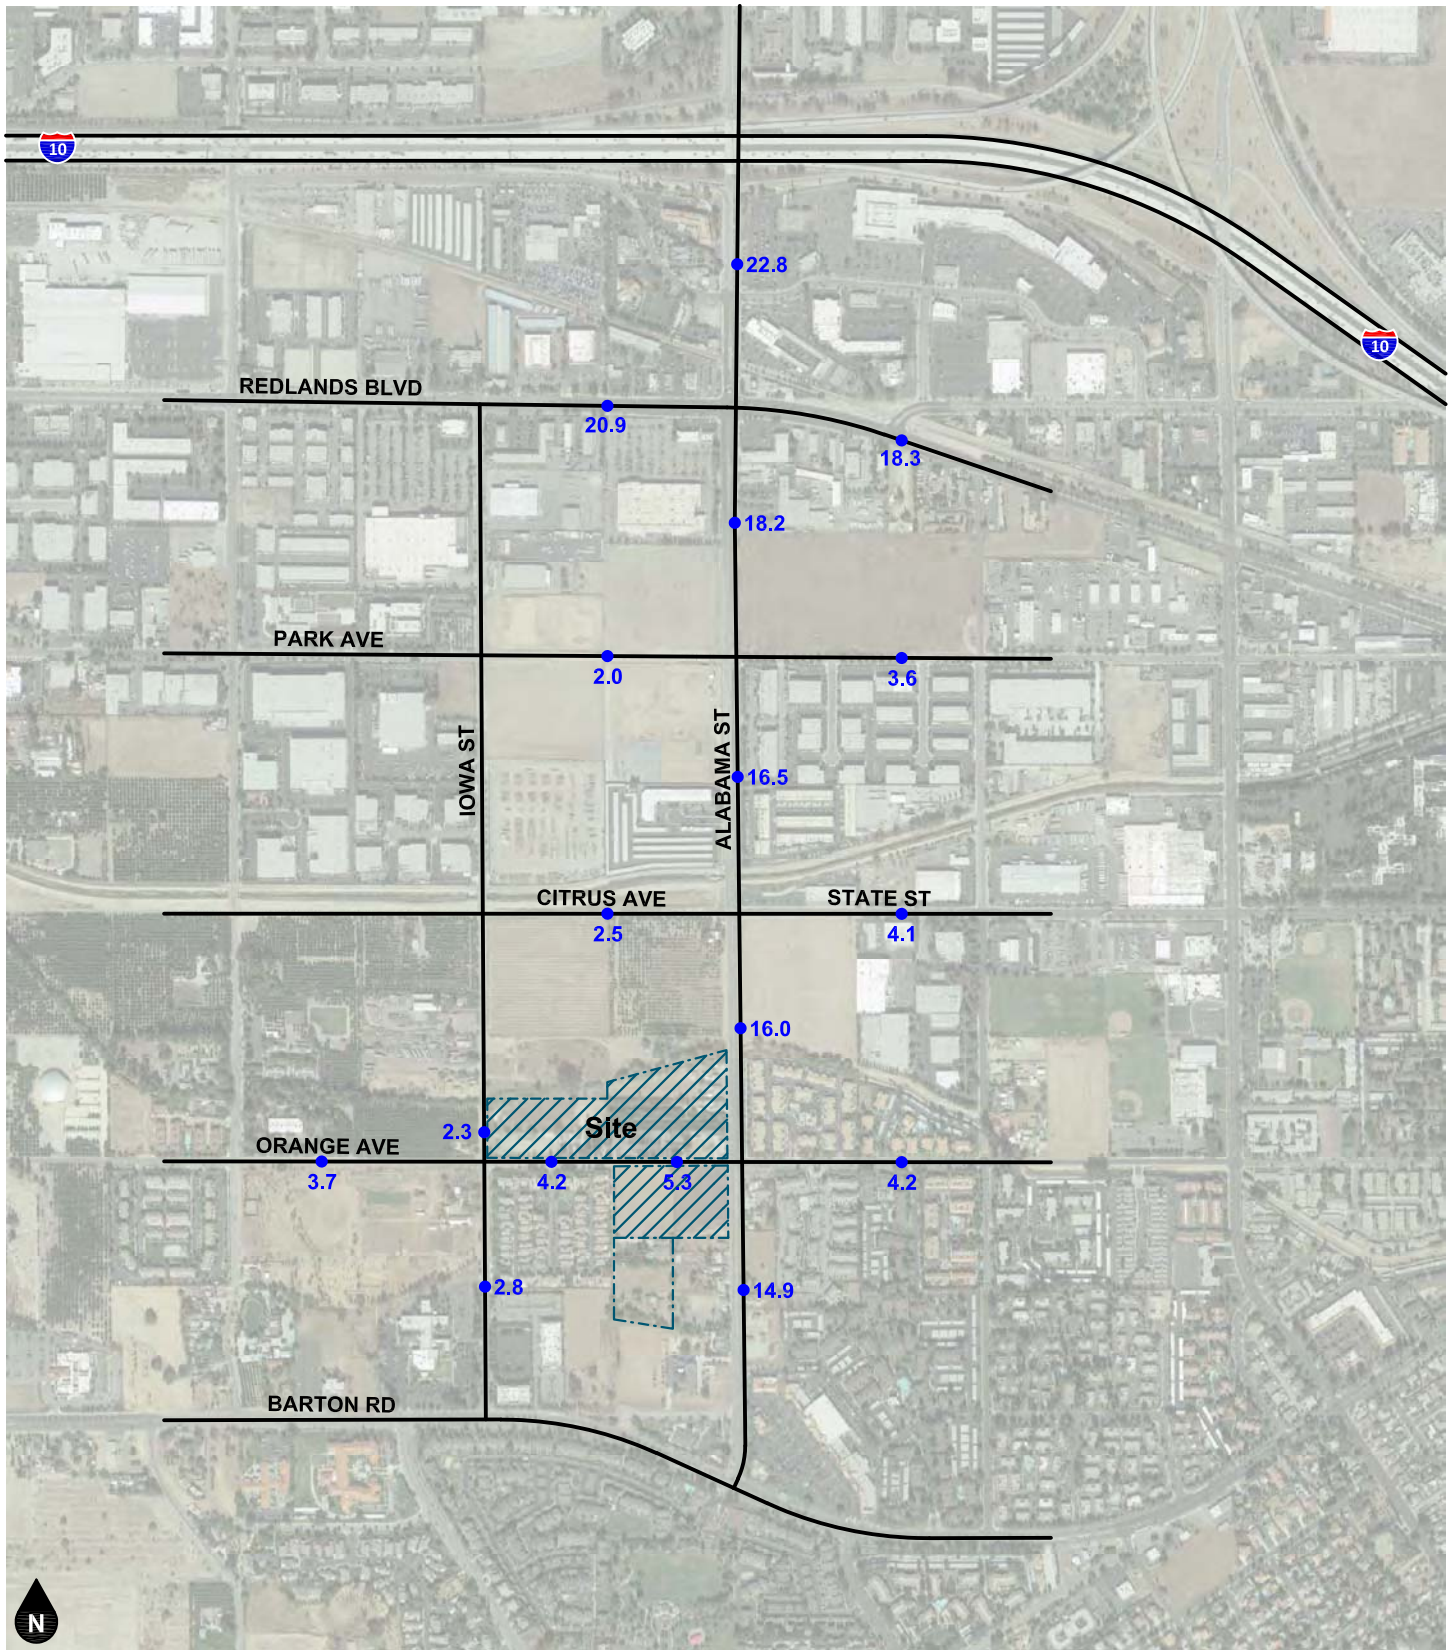 10
22.8
10
REDLANDS BLVD
20.9
18.3
18.2
PARK AVE
2.0
3.6
IOWA ST
ALABAMA ST
16.5
CITRUS AVE
STATE ST
2.5
4.1
16.0
Site
2.3
ORANGE AVE
3.7
4.2
5.3
4.2
2.8
14.9
BARTON RD
N